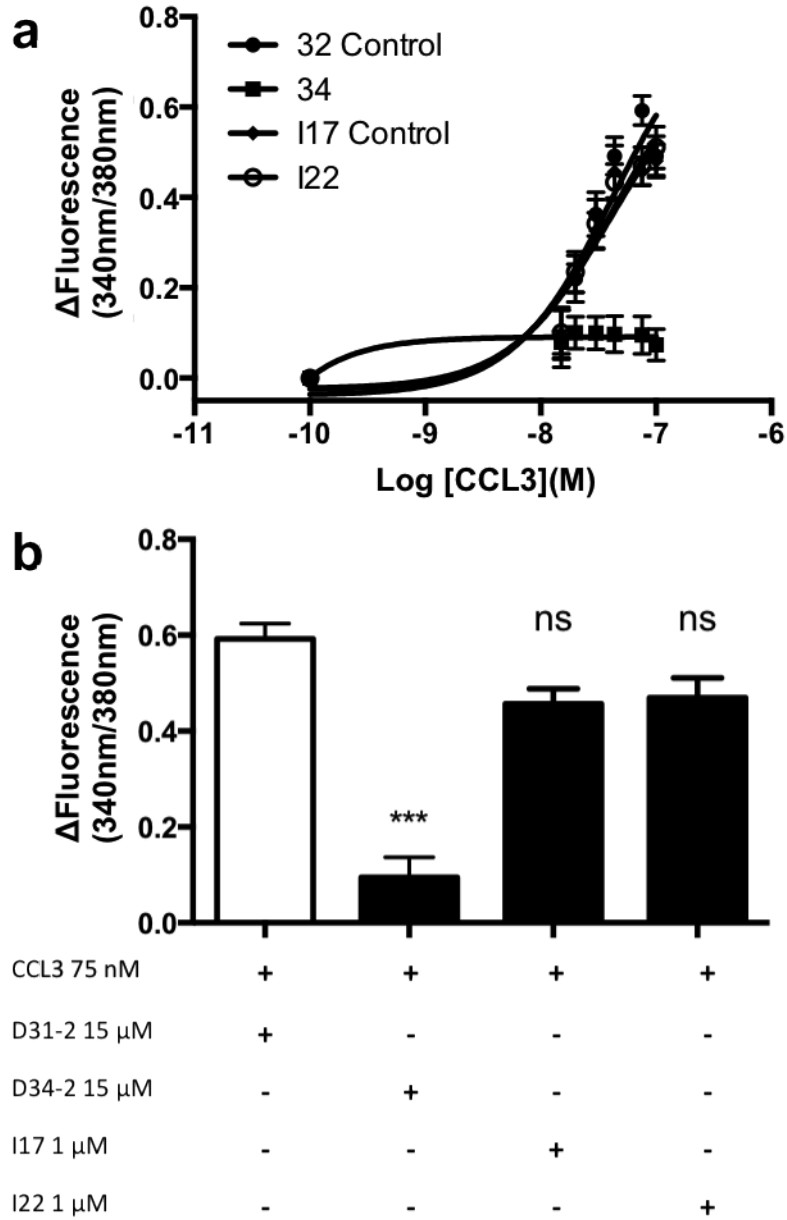 a
0.8
0.6
0.4
0.2
0.0
ΔFluorescence
(340nm/380nm)
32 Control
34
I17 Control
I22
-11 -10 -9 -8 -7 -6
Log [CCL3](M)
b
0.8
0.6
0.4
0.2
0.0
ΔFluorescence
(340nm/380nm)
*** ns ns
CCL3 75 nM + + + +
D31-2 15 μM + - - -
D34-2 15 μM - + - -
I17 1 μM - - + -
I22 1 μM - - - +